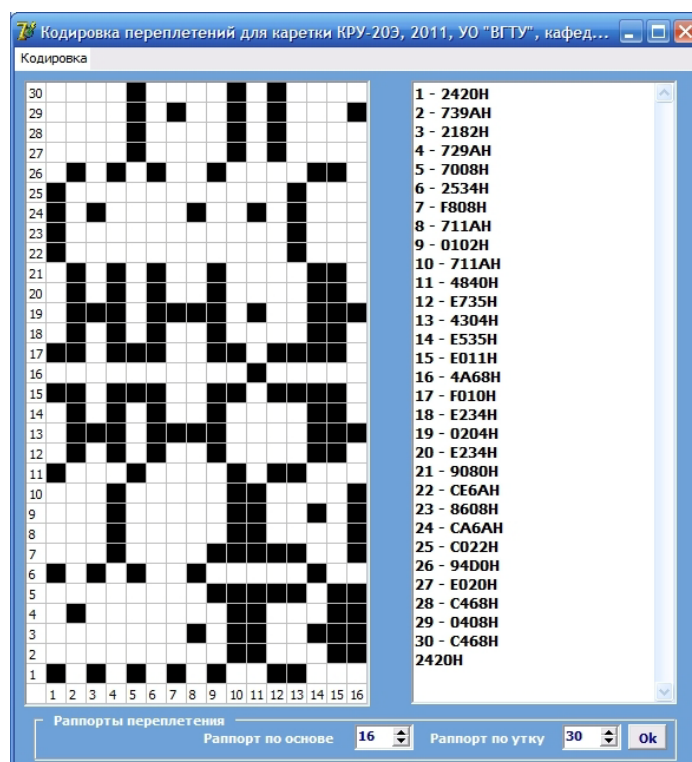 Кодировка переплетений для каретки КРУ-20Э, 2011, УО "ВГТУ", кафед...
Кодировка
30
29
28
27
26
25
24
23
22
21
20
19
18
17
16
15
14
13
12
11
10
9
8
7
6
5
4
3
2
1
1 2 3 4 5 6 7 8 9 10 11 12 13 14 15 16
1 - 2420H
2 - 739AH
3 - 2182H
4 - 729AH
5 - 7008H
6 - 2534H
7 - F808H
8 - 711AH
9 - 0102H
10 - 711AH
11 - 4840H
12 - E735H
13 - 4304H
14 - E535H
15 - E011H
16 - 4A68H
17 - F010H
18 - E234H
19 - 0204H
20 - E234H
21 - 9080H
22 - CE6AH
23 - 8608H
24 - CA6AH
25 - C022H
26 - 94D0H
27 - E020H
28 - C468H
29 - 0408H
30 - C468H
2420H
Раппорты переплетения
Раппорт по основе 16 Раппорт по утку 30 Ok